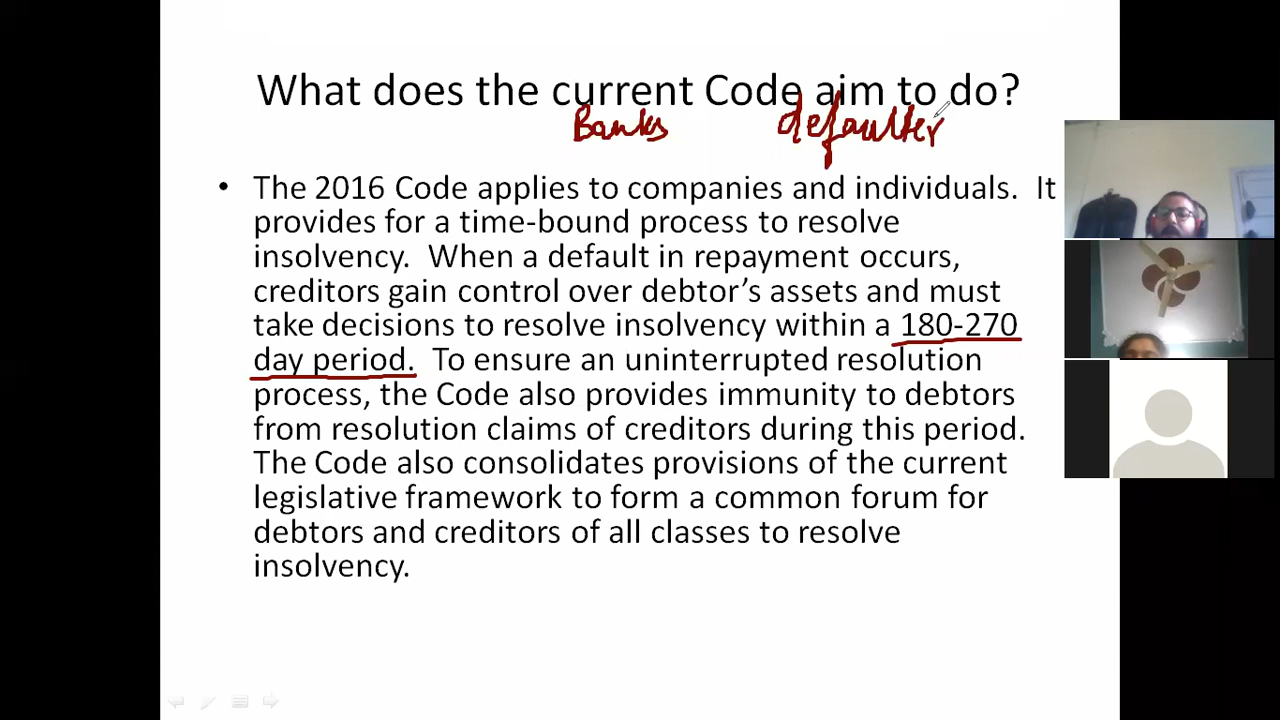 What does the current Code aim to do?
Banks defaulter
• The 2016 Code applies to companies and individuals. It
provides for a time-bound process to resolve
insolvency. When a default in repayment occurs,
creditors gain control over debtor’s assets and must
take decisions to resolve insolvency within a 180-270
day period. To ensure an uninterrupted resolution
process, the Code also provides immunity to debtors
from resolution claims of creditors during this period.
The Code also consolidates provisions of the current
legislative framework to form a common forum for
debtors and creditors of all classes to resolve
insolvency.